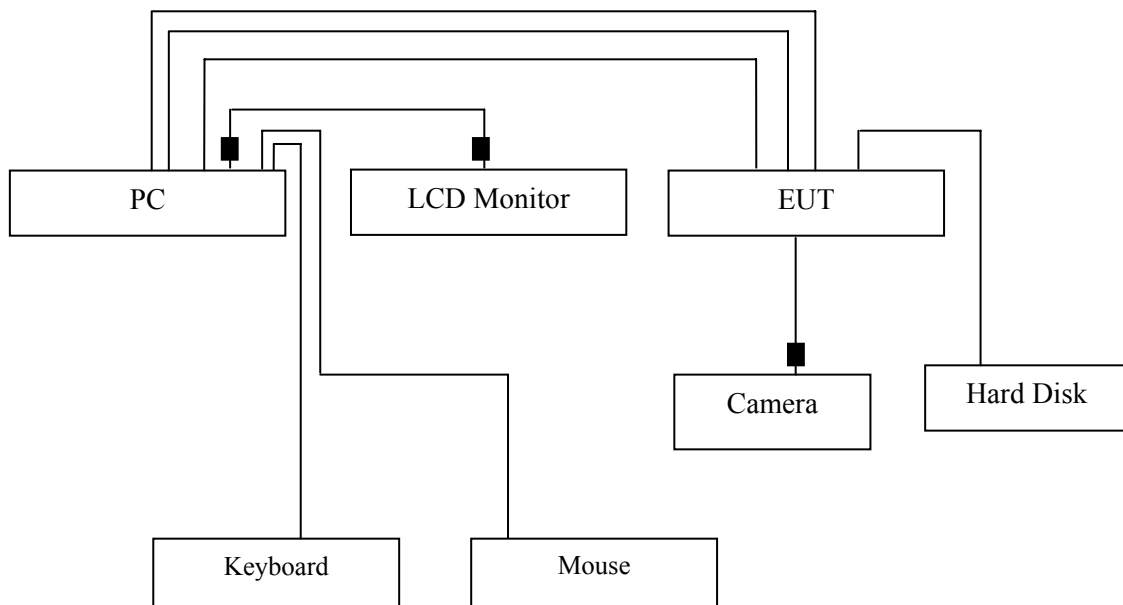 PC
LCD Monitor
EUT
Camera
Hard Disk
Keyboard
Mouse